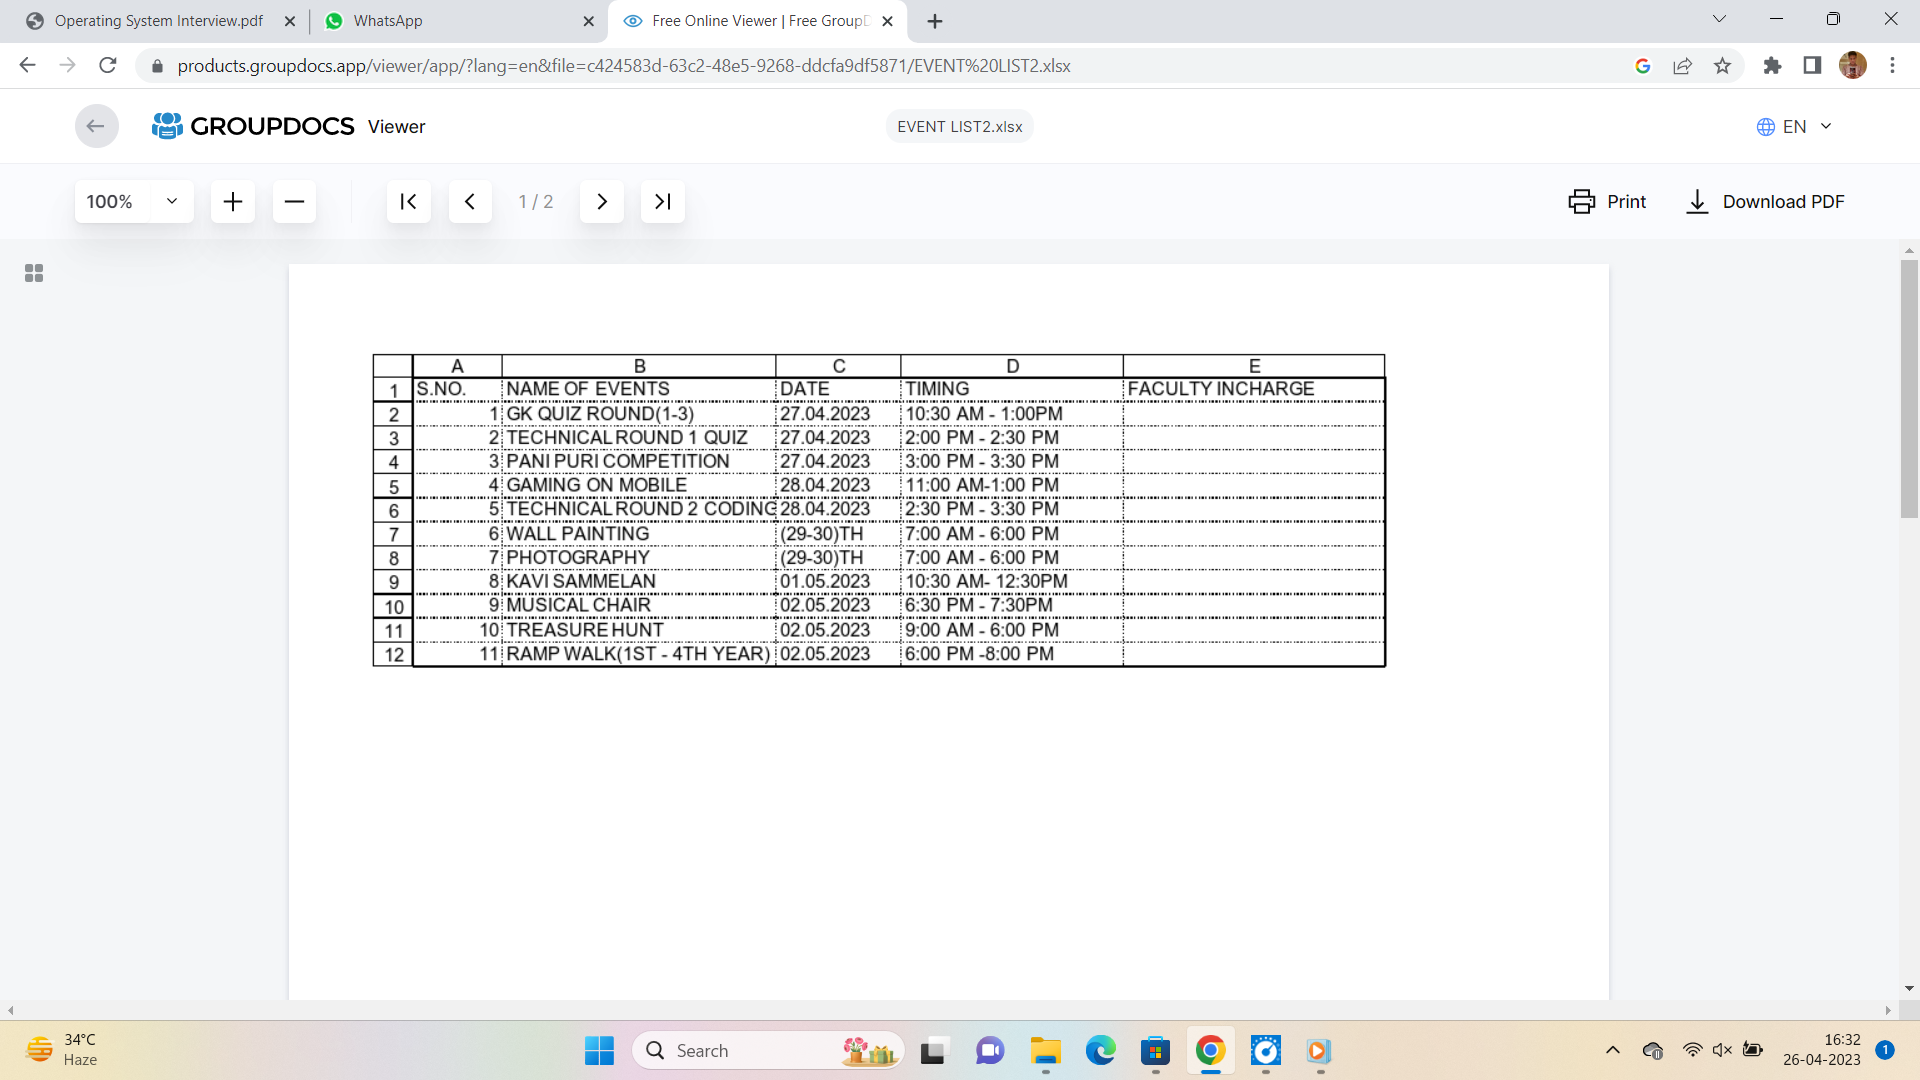 Operating System Interview.pdf WhatsApp Free Online Viewer | Free GroupD
products.groupdocs.app/viewer/app/?lang=en&file=c424583d-63c2-48e5-9268-ddcfa9df5871/EVENT%20LIST2.xlsx
GROUPDOCS Viewer EVENT LIST2.xlsx EN
100% 1 / 2 Print Download PDF
A B C D E
1 S.NO. NAME OF EVENTS DATE TIMING FACULTY INCHARGE
2 1 GK QUIZ ROUND(1-3) 27.04.2023 10:30 AM - 1:00PM
3 2 TECHNICAL ROUND 1 QUIZ 27.04.2023 2:00 PM - 2:30 PM
4 3 PANI PURI COMPETITION 27.04.2023 3:00 PM - 3:30 PM
5 4 GAMING ON MOBILE 28.04.2023 11:00 AM-1:00 PM
6 5 TECHNICAL ROUND 2 CODING 28.04.2023 2:30 PM - 3:30 PM
7 6 WALL PAINTING (29-30)TH 7:00 AM - 6:00 PM
8 7 PHOTOGRAPHY (29-30)TH 7:00 AM - 6:00 PM
9 8 KAVI SAMMELAN 01.05.2023 10:30 AM- 12:30PM
10 9 MUSICAL CHAIR 02.05.2023 6:30 PM - 7:30PM
11 10 TREASURE HUNT 02.05.2023 9:00 AM - 6:00 PM
12 11 RAMP WALK(1ST - 4TH YEAR) 02.05.2023 6:00 PM -8:00 PM
34°C
Haze
Search
16:32
26-04-2023
1